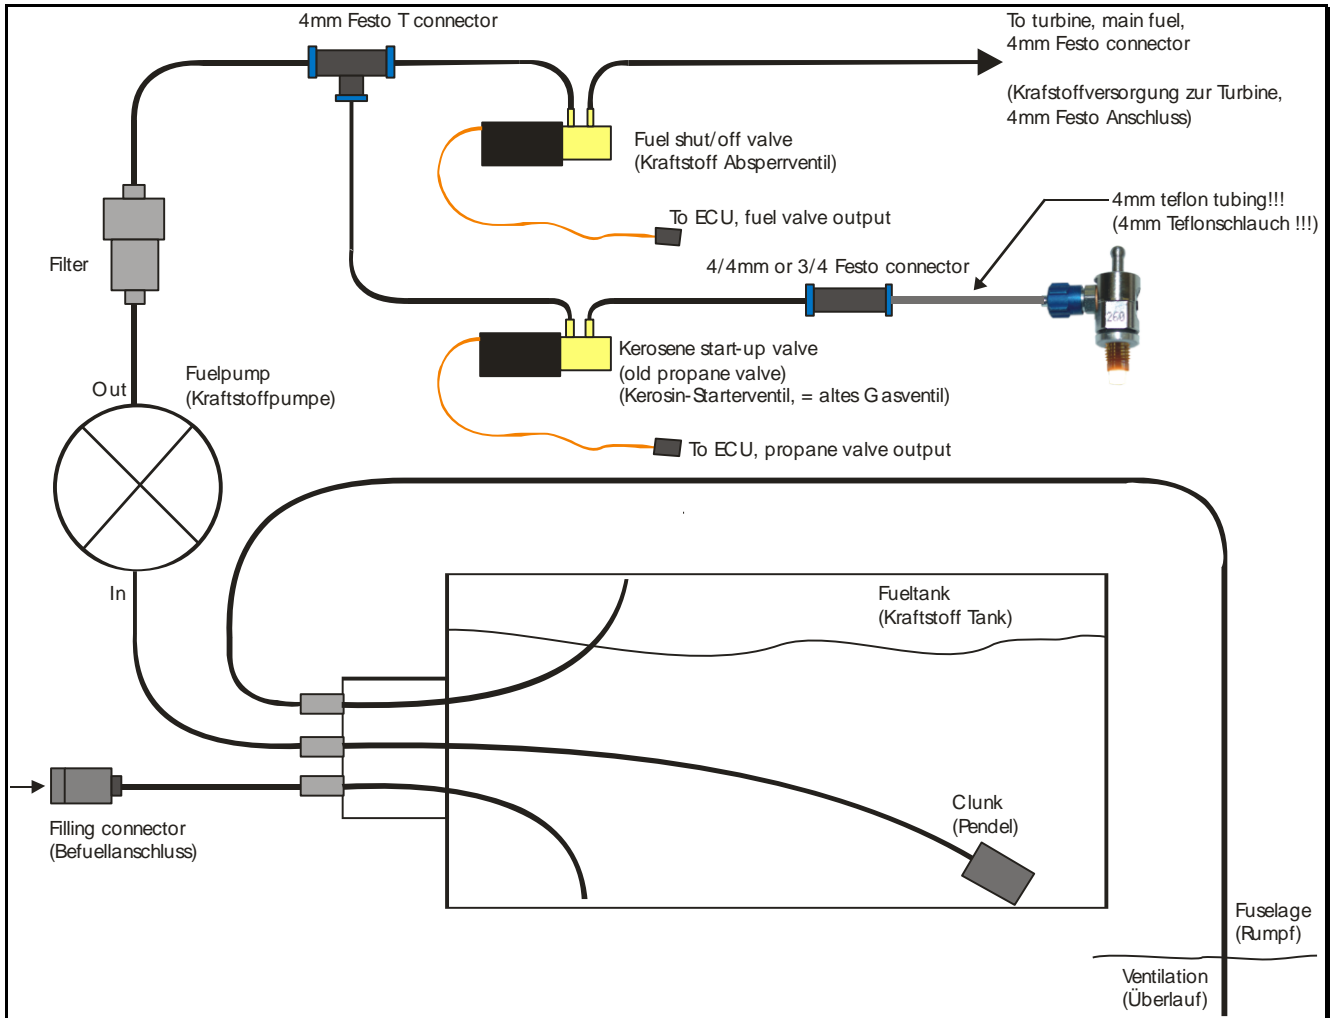 4mm Festo T connector
To turbine, main fuel,
4mm Festo connector
(Krafstoffversorgung zur Turbine,
4mm Festo Anschluss)
Fuel shut/off valve
(Kraftstoff Absperrventil)
4mm teflon tubing!!!
(4mm Teflonschlauch !!!)
To ECU, fuel valve output
Filter
4/4mm or 3/4 Festo connector
260
Kerosene start-up valve
(old propane valve)
(Kerosin-Starterventil, = altes Gasventil)
Out
Fuelpump
(Kraftstoffpumpe)
To ECU, propane valve output
In
Fueltank
(Kraftstoff Tank)
Clunk
(Pendel)
Filling connector
(Befuellanschluss)
Fuselage
(Rumpf)
Ventilation
(Überlauf)